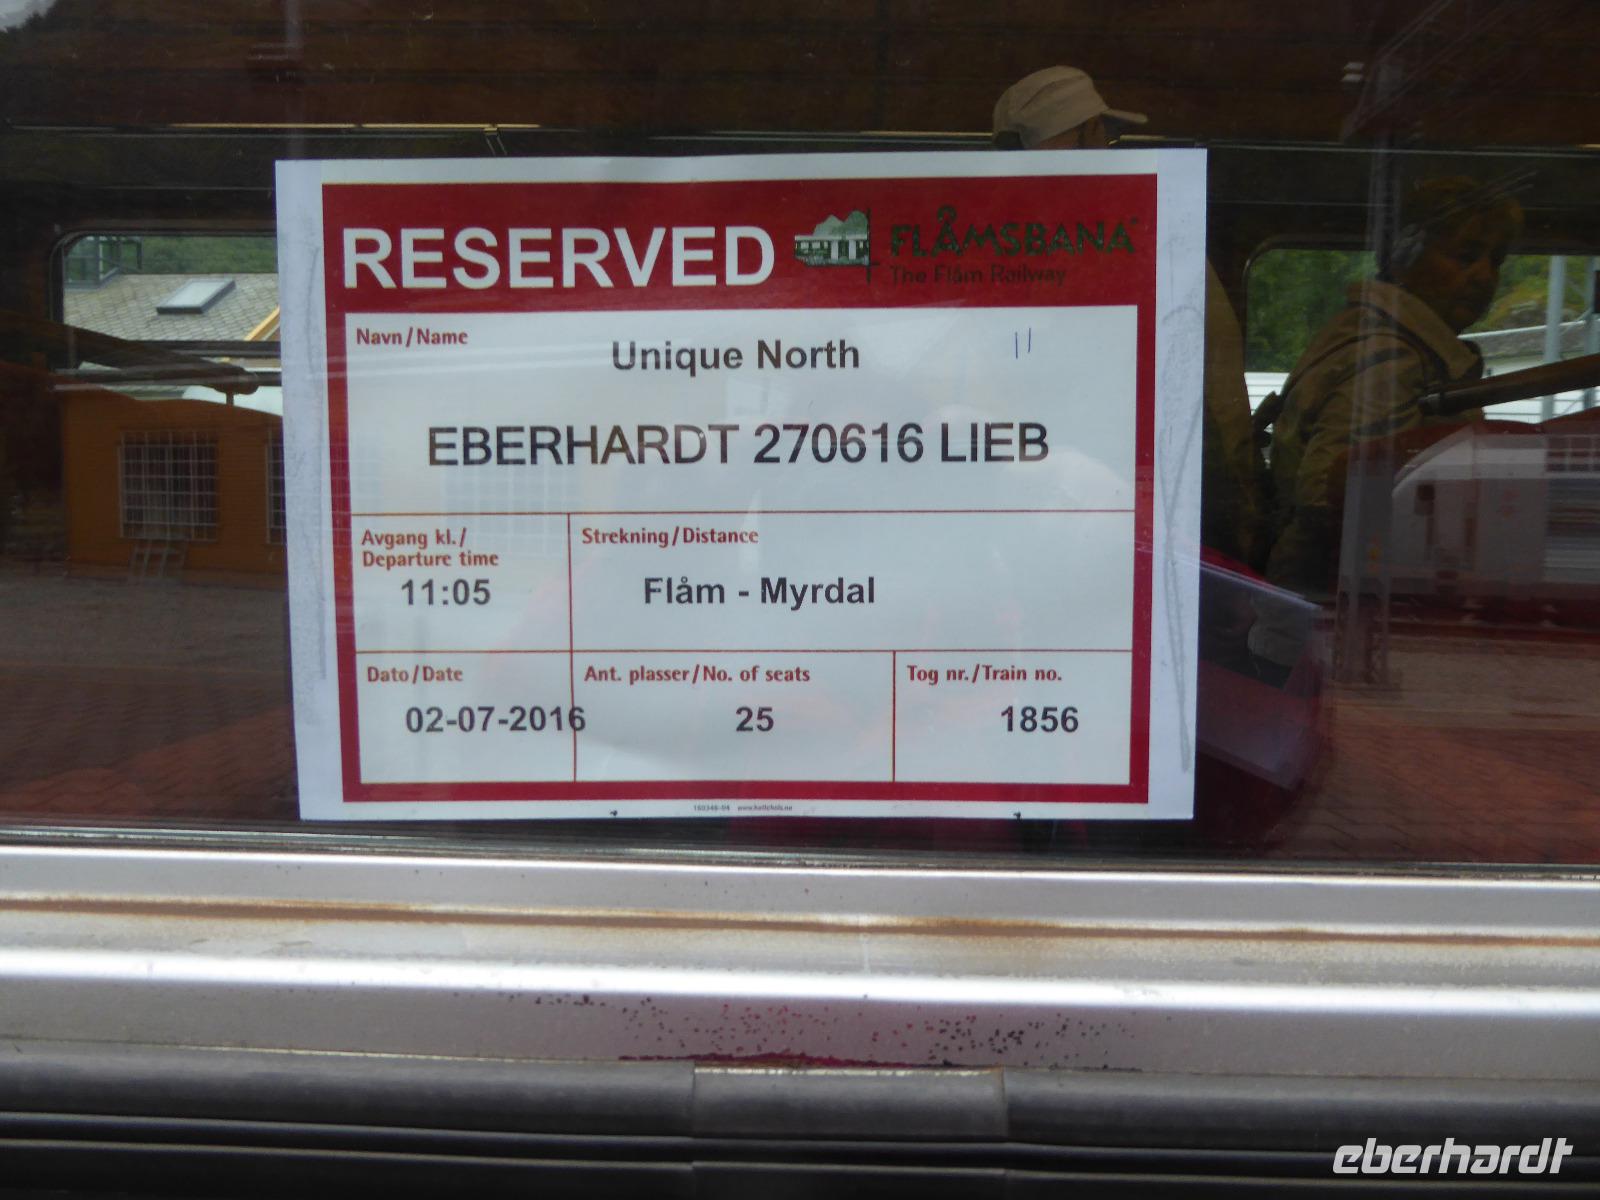 RESERVED
FLÅMSBANA
The Flåm Railway
Navn/Name
Unique North
11
EBERHARDT 270616 LIEB
Avgang kl./
Departure time
11:05
Strekning/Distance
Flåm - Myrdal
Dato/Date
02-07-2016
Ant. plasser/No. of seats
25
Tog nr./Train no.
1856
eberhardt